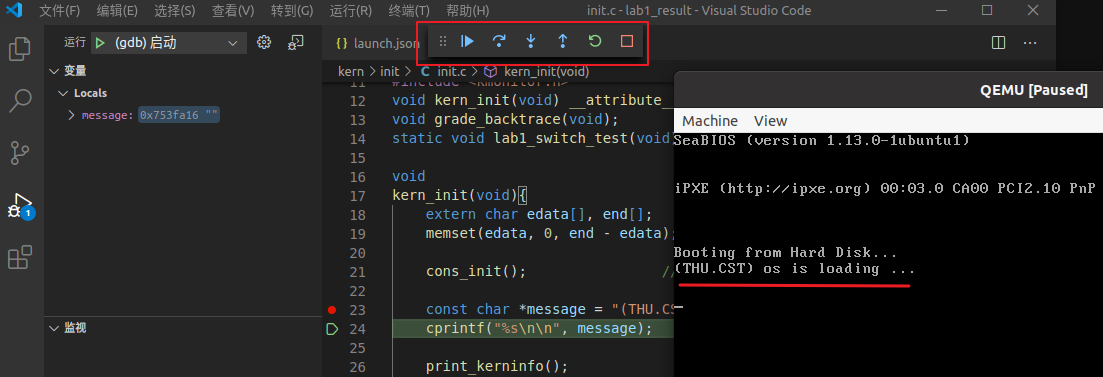 文件(F) 编辑(E) 选择(S) 查看(V) 转到(G) 运行(R) 终端(T) 帮助(H) init.c - lab1_result - Visual Studio Code
运行 (gdb) 启动
launch.json
kern > init > C init.c > kern_init(void)
变量
Locals
message: 0x753fa16 ""
监视
1
11 #include <kmonitor.h>
12 void kern_init(void) __attribute_
13 void grade_backtrace(void);
14 static void lab1_switch_test(void
15
16 void
17 kern_init(void){
18 extern char edata[], end[];
19 memset(edata, 0, end - edata);
20
21 cons_init(); //
22
23 const char *message = "(THU.CS
24 cprintf("%s\n\n", message);
25
26 print_kerninfo();
QEMU [Paused]
Machine View
SeaBIOS (version 1.13.0-1ubuntu1)
iPXE (http://ipxe.org) 00:03.0 CA00 PCI2.10 PnP
Booting from Hard Disk...
(THU.CST) os is loading ...